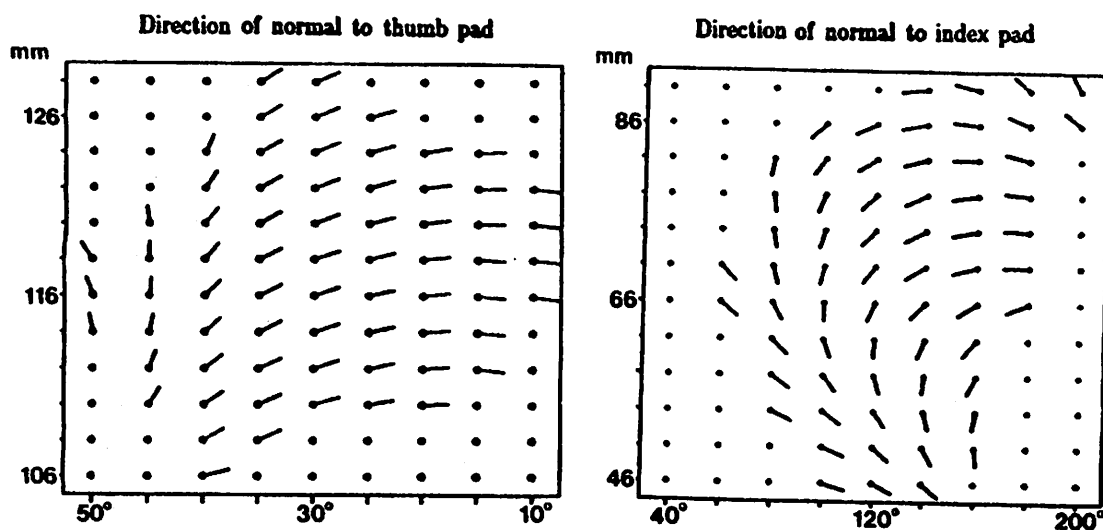 Direction of normal to thumb pad
mm
126
116
106
50° 30° 10°
Direction of normal to index pad
mm
86
66
46
40° 120° 200°